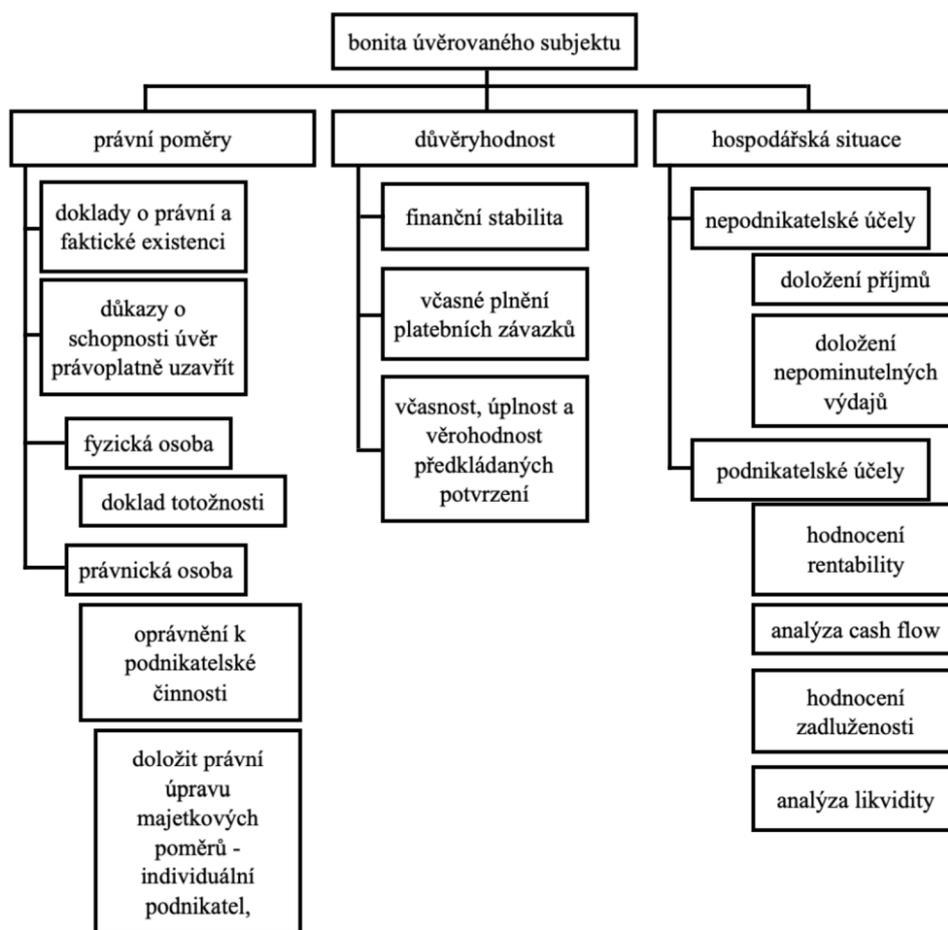 bonita úvěrovaného subjektu
právní poměry
doklady o právní a
faktické existenci
důkazy o
schopnosti úvěr
právoplatně uzavřít
fyzická osoba
doklad totožnosti
právnická osoba
oprávnění k
podnikatelské
činnosti
doložit právní
úpravu
majetkových
poměrů -
individuální
podnikatel,
důvěryhodnost
finanční stabilita
včasné plnění
platebních závazků
včasnost, úplnost a
věrohodnost
předkládaných
potvrzení
hospodářská situace
nepodnikatelské účely
doložení příjmů
doložení
nepominutelných
výdajů
podnikatelské účely
hodnocení
rentability
analýza cash flow
hodnocení
zadluženosti
analýza likvidity